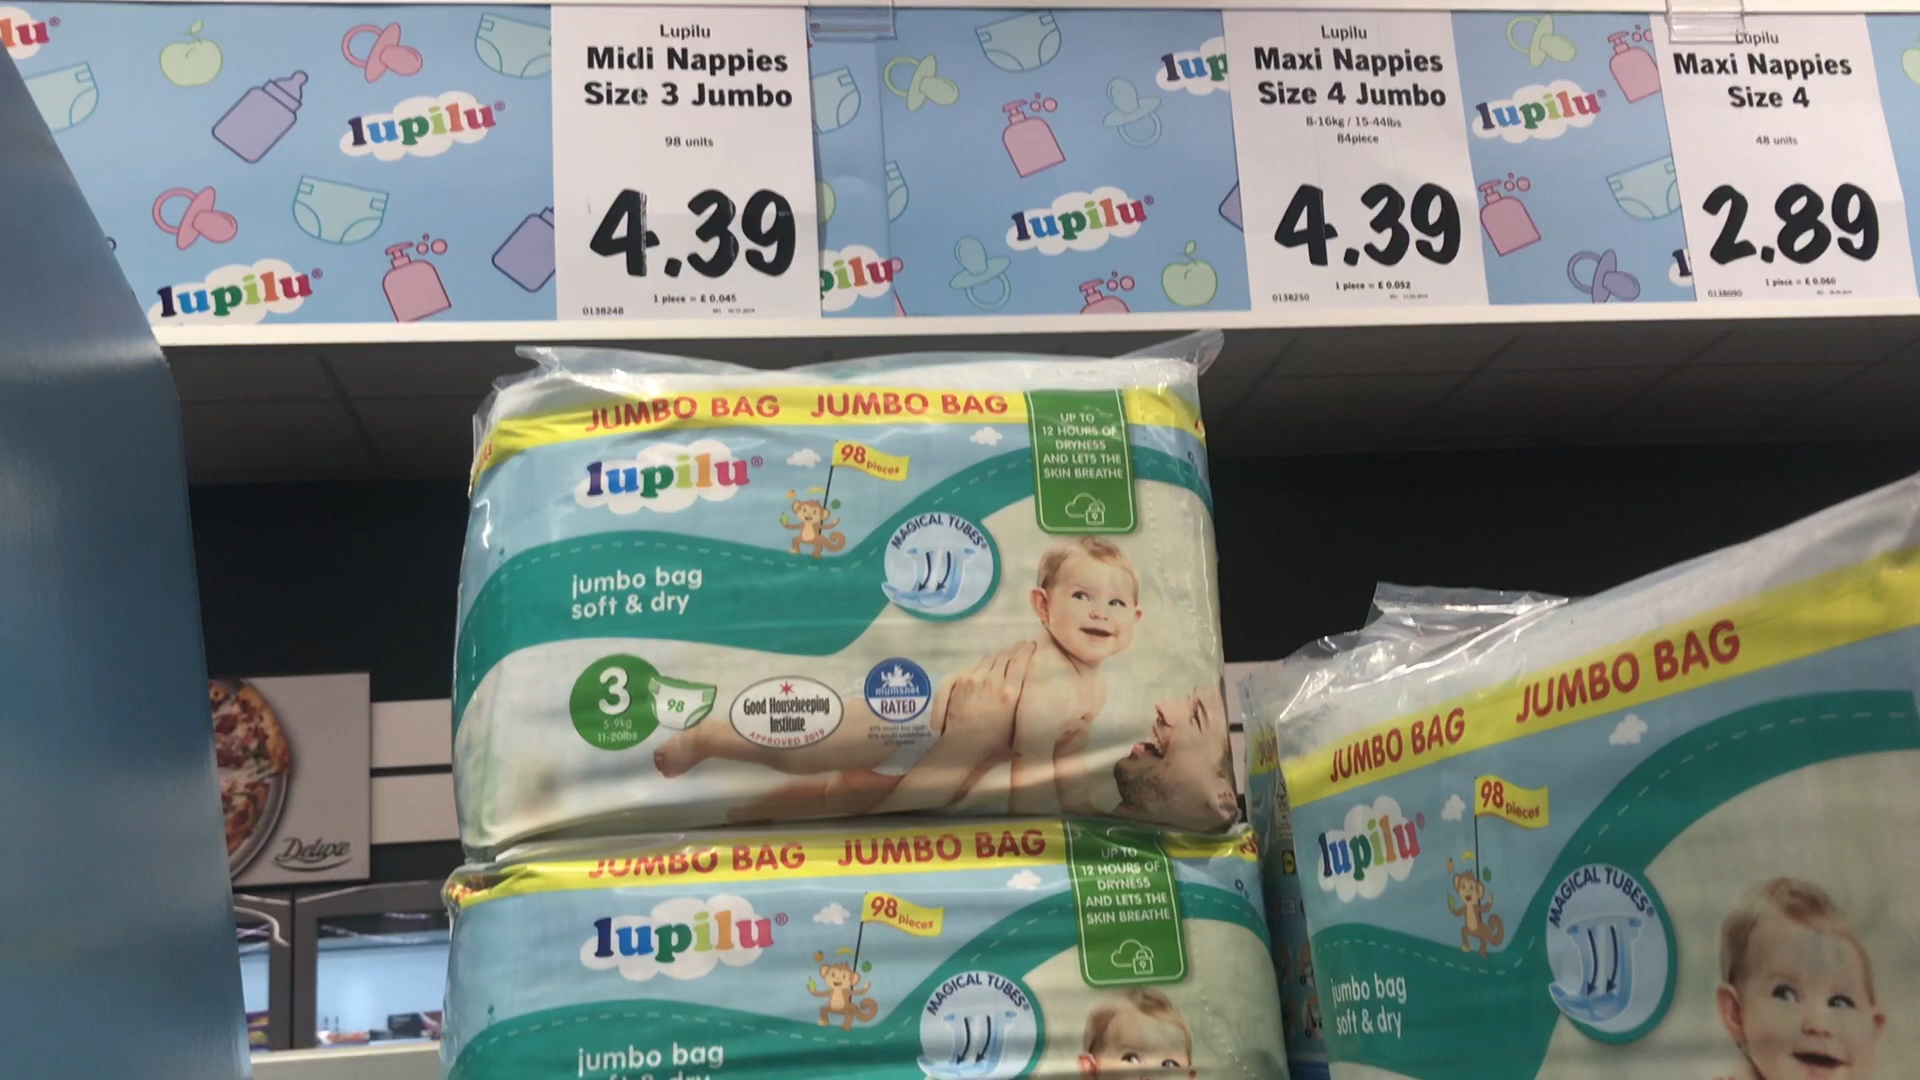 lu®
lupilu®
lupilu®
Lupilu
Midi Nappies
Size 3 Jumbo
98 units
4.39
1 piece = £ 0.045
0138248
pilu®
lup
lupilu®
Lupilu
Maxi Nappies
Size 4 Jumbo
8-16kg / 15-44lbs
84piece
4.39
1 piece = £ 0.052
0138250
lupilu®
Lupilu
Maxi Nappies
Size 4
48 units
2.89
1 piece = £ 0.060
0138090
JUMBO BAG JUMBO BAG
lupilu®
98 pieces
UP TO
12 HOURS OF
DRYNESS
AND LETS THE
SKIN BREATHE
MAGICAL TUBES®
jumbo bag
soft & dry
3
5-9kg
11-20lbs
98
Good Housekeeping
Institute
APPROVED 2019
mumsnet
RATED
Deluxe
JUMBO BAG JUMBO BAG
lupilu®
98 pieces
UP TO
12 HOURS OF
DRYNESS
AND LETS THE
SKIN BREATHE
MAGICAL TUBES®
jumbo bag
JUMBO BAG JUMBO BAG
lupilu®
98 pieces
MAGICAL TUBES®
jumbo bag
soft & dry